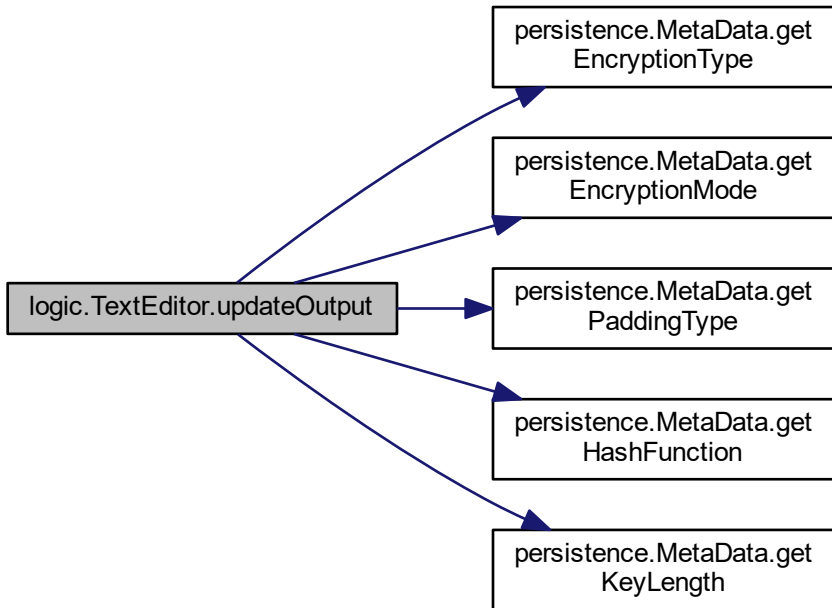 persistence.MetaData.get
EncryptionType
persistence.MetaData.get
EncryptionMode
logic.TextEditor.updateOutput
persistence.MetaData.get
PaddingType
persistence.MetaData.get
HashFunction
persistence.MetaData.get
KeyLength